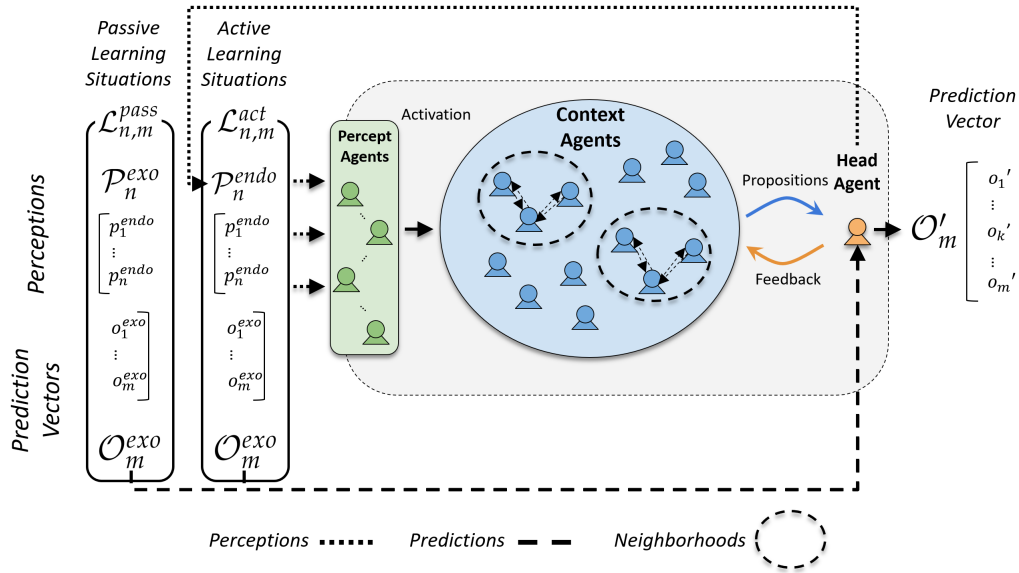 Passive
Learning
Situations
Active
Learning
Situations
ℒ^{pass}_{n,m}
ℒ^{act}_{n,m}
Perceptions
𝒫^{exo}_n
𝒫^{endo}_n
p^{endo}_1
⋮
p^{endo}_n
p^{endo}_1
⋮
p^{endo}_n
Prediction
Vectors
o^{exo}_1
...
o^{exo}_m
o^{exo}_1
...
o^{exo}_m
𝒪^{exo}_m
𝒪^{exo}_m
Percept
Agents
Activation
Context
Agents
Propositions
Feedback
Head
Agent
Prediction
Vector
𝒪'_m
o_1'
...
o_k'
...
o_m'
Perceptions
Predictions
Neighborhoods